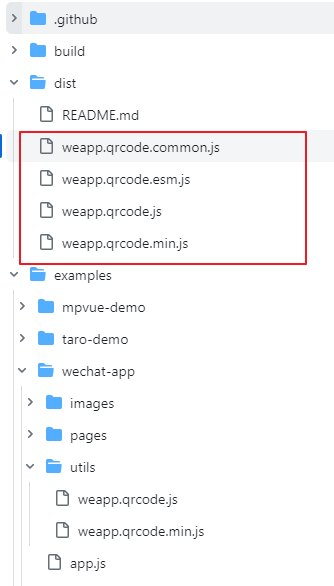 .github
build
dist
README.md
weapp.qrcode.common.js
weapp.qrcode.esm.js
weapp.qrcode.js
weapp.qrcode.min.js
examples
mpvue-demo
taro-demo
wechat-app
images
pages
utils
weapp.qrcode.js
weapp.qrcode.min.js
app.js